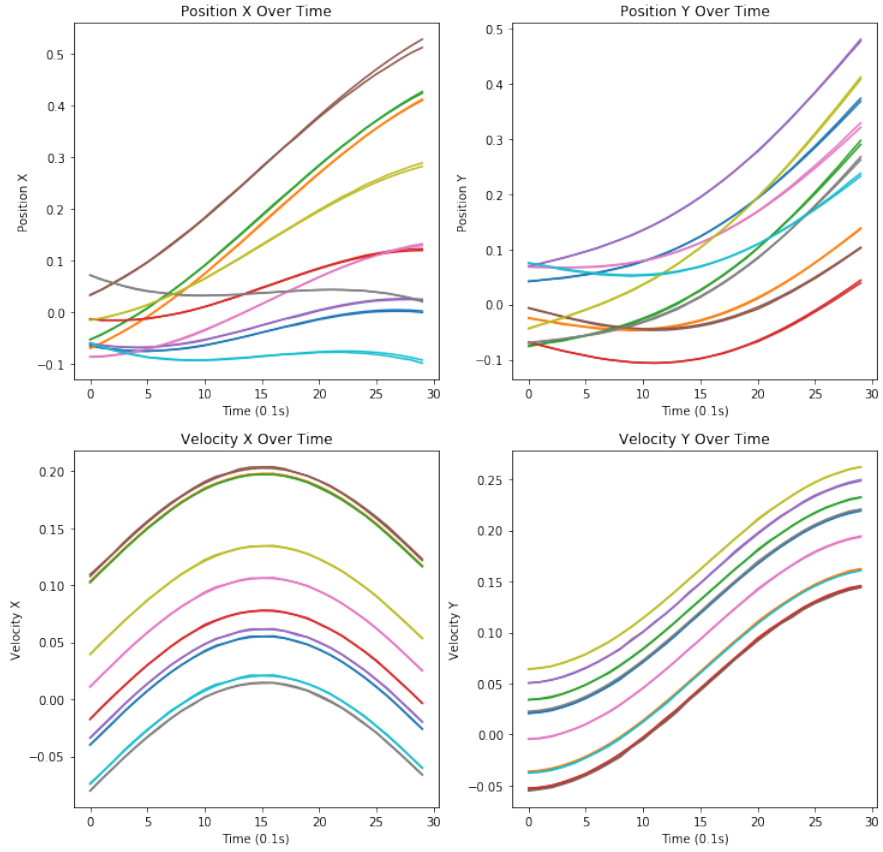 Position X Over Time
Position X
0.5
0.4
0.3
0.2
0.1
0.0
−0.1
0 5 10 15 20 25 30
Time (0.1s)
Position Y Over Time
Position Y
0.5
0.4
0.3
0.2
0.1
0.0
−0.1
0 5 10 15 20 25 30
Time (0.1s)
Velocity X Over Time
Velocity X
0.20
0.15
0.10
0.05
0.00
−0.05
0 5 10 15 20 25 30
Time (0.1s)
Velocity Y Over Time
Velocity Y
0.25
0.20
0.15
0.10
0.05
0.00
−0.05
0 5 10 15 20 25 30
Time (0.1s)